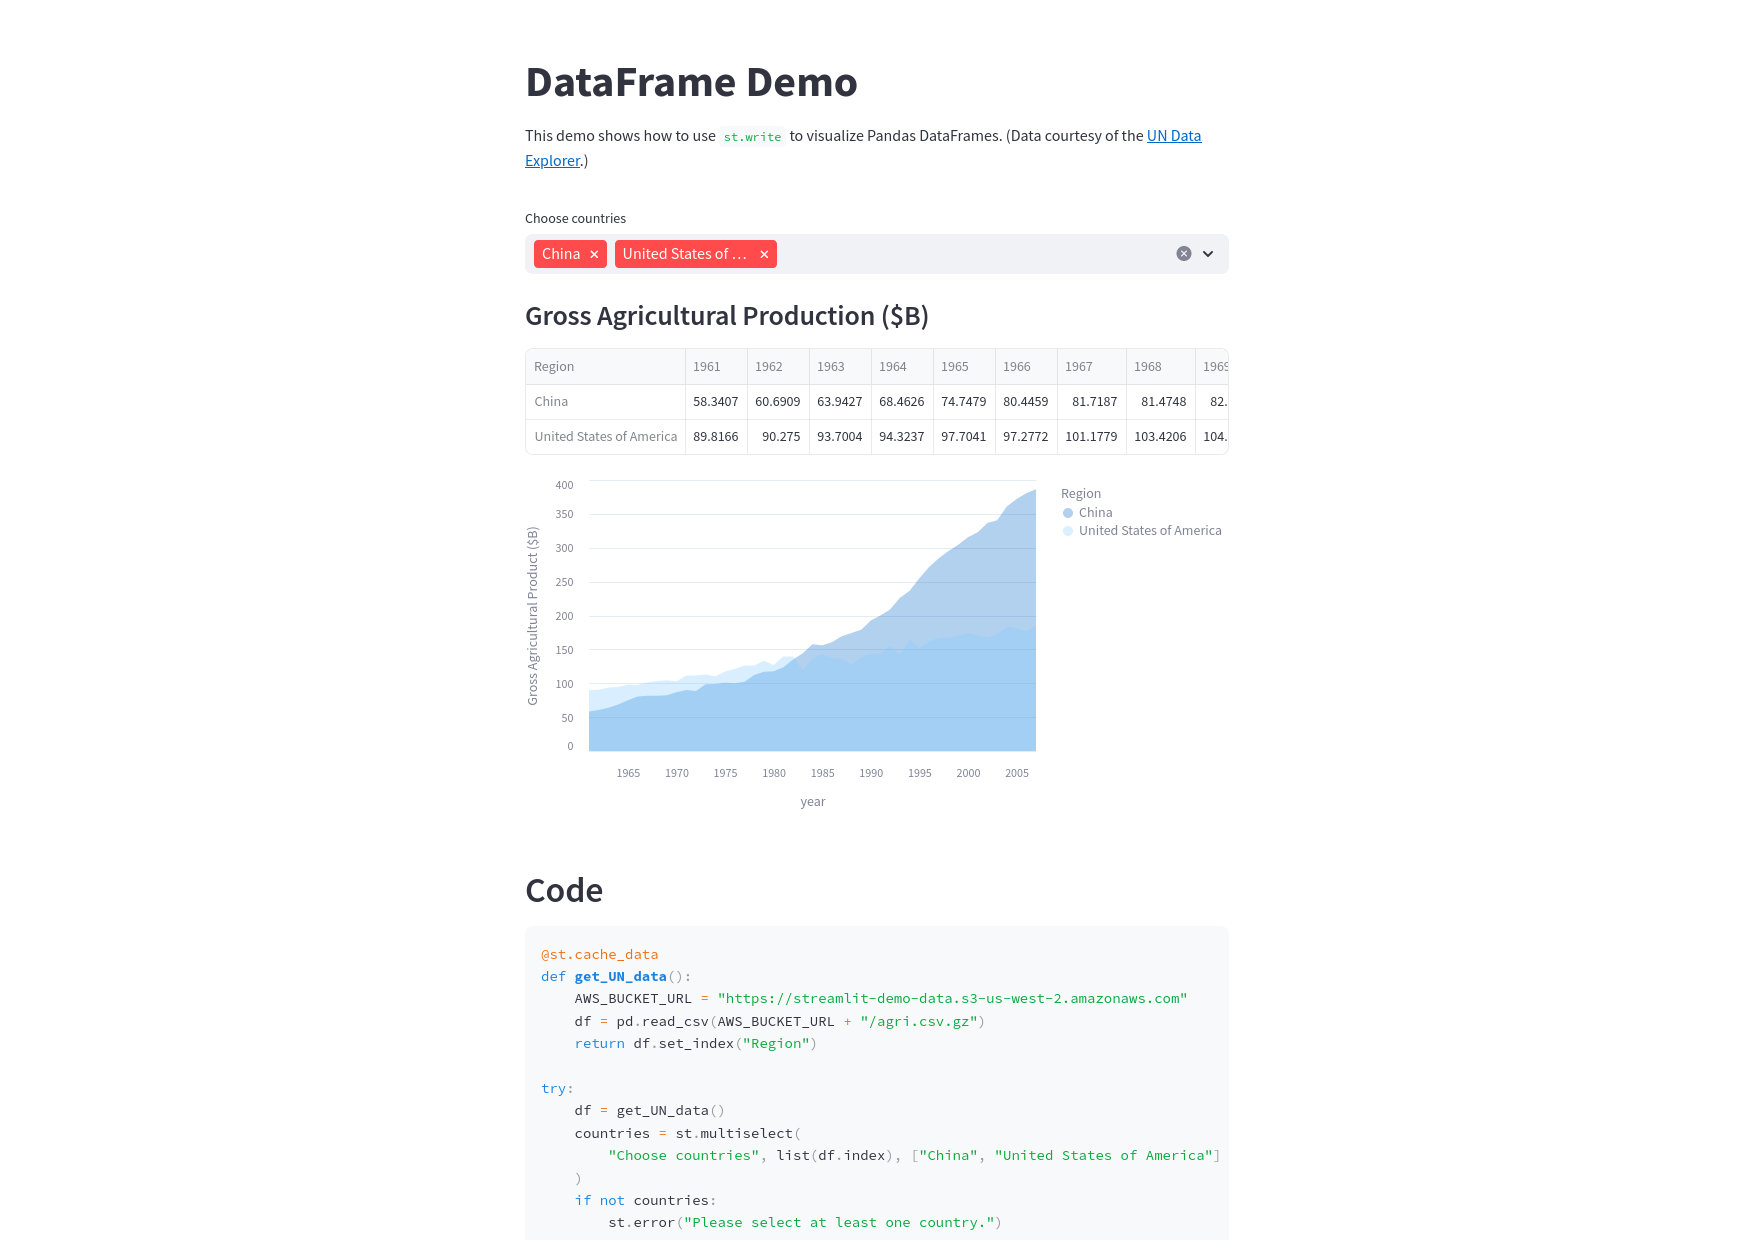 DataFrame Demo
This demo shows how to use st.write to visualize Pandas DataFrames. (Data courtesy of the UN Data
Explorer.)
Choose countries
China United States of …
Gross Agricultural Production ($B)
Region 1961 1962 1963 1964 1965 1966 1967 1968 1969
China 58.3407 60.6909 63.9427 68.4626 74.7479 80.4459 81.7187 81.4748 82.
United States of America 89.8166 90.275 93.7004 94.3237 97.7041 97.2772 101.1779 103.4206 104.
Gross Agricultural Product ($B)
400
350
300
250
200
150
100
50
0
1965 1970 1975 1980 1985 1990 1995 2000 2005
year
Region
China
United States of America
Code
@st.cache_data
def get_UN_data():
    AWS_BUCKET_URL = "https://streamlit-demo-data.s3-us-west-2.amazonaws.com"
    df = pd.read_csv(AWS_BUCKET_URL + "/agri.csv.gz")
    return df.set_index("Region")
try:
    df = get_UN_data()
    countries = st.multiselect(
        "Choose countries", list(df.index), ["China", "United States of America"]
    )
    if not countries:
        st.error("Please select at least one country.")